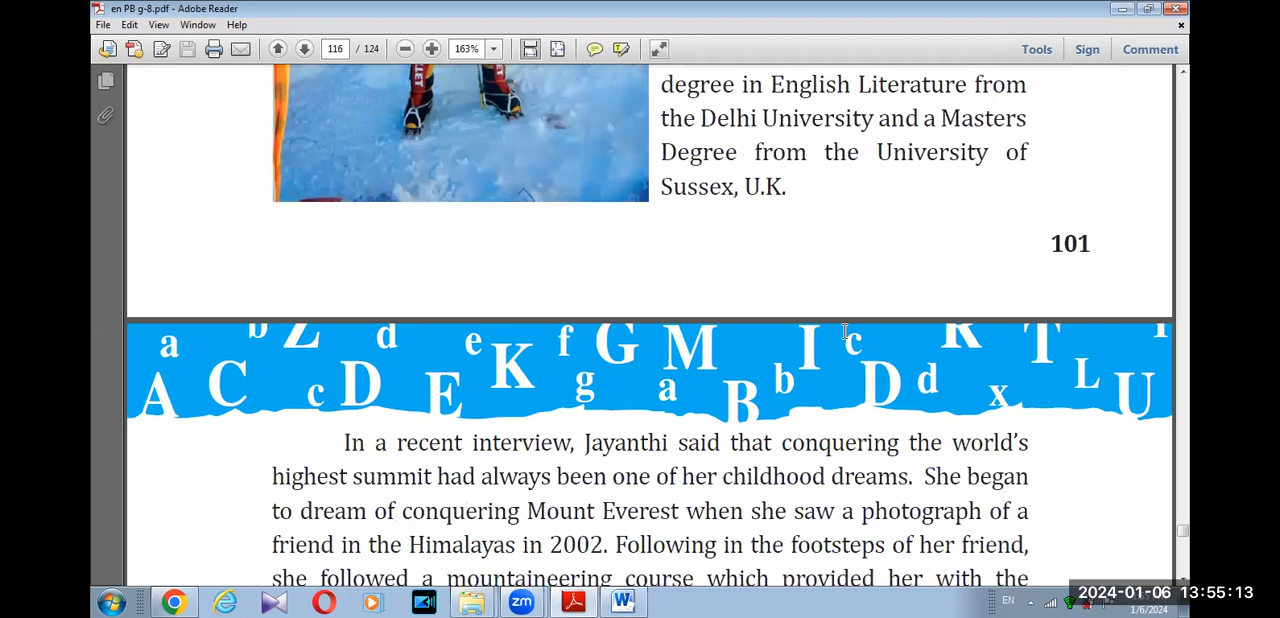 en PB g-8.pdf - Adobe Reader
File Edit View Window Help
116 / 124 163% Tools Sign Comment
degree in English Literature from
the Delhi University and a Masters
Degree from the University of
Sussex, U.K.
101
a b Z d e f G M I c R T
A C c D E K g a B b D d x L U
In a recent interview, Jayanthi said that conquering the world's
highest summit had always been one of her childhood dreams. She began
to dream of conquering Mount Everest when she saw a photograph of a
friend in the Himalayas in 2002. Following in the footsteps of her friend,
she followed a mountaineering course which provided her with the
zm W EN
2024-01-06 13:55:13
1/6/2024